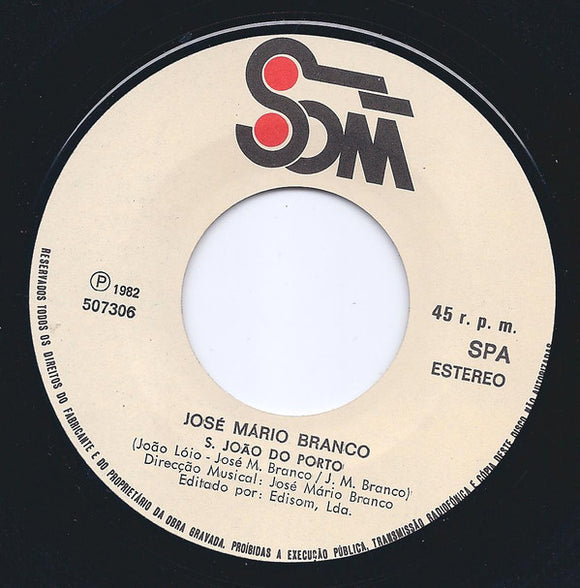 SOM
℗ 1982
507306
45 r. p. m.
SPA
ESTEREO
JOSÉ MÁRIO BRANCO
S. JOÃO DO PORTO
(João Lóio - José M. Branco / J. M. Branco)
Direcção Musical: José Mário Branco
Editado por: Edisom, Lda.
RESERVADOS TODOS OS DIREITOS DO FABRICANTE E DO PROPRIETÁRIO DA OBRA GRAVADA. PROÍBIDAS A EXECUÇÃO PÚBLICA, TRANSMISSÃO RADIOFÓNICA E CÓPIA DESTE DISCO NÃO AUTORIZADAS